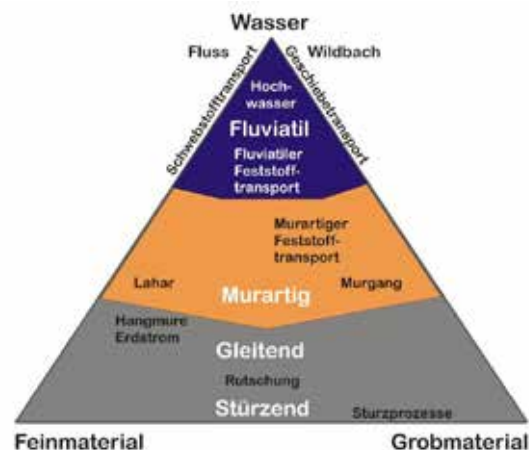 Wasser
Fluss
Wildbach
Schwebstofftransport
Geschiebetransport
Hoch-
wasser
Fluviatil
Fluviatiler
Feststoff-
transport
Murartiger
Feststoff-
transport
Lahar
Murgang
Murartig
Hangmure
Erdstrom
Gleitend
Rutschung
Stürzend
Sturzprozesse
Feinmaterial
Grobmaterial